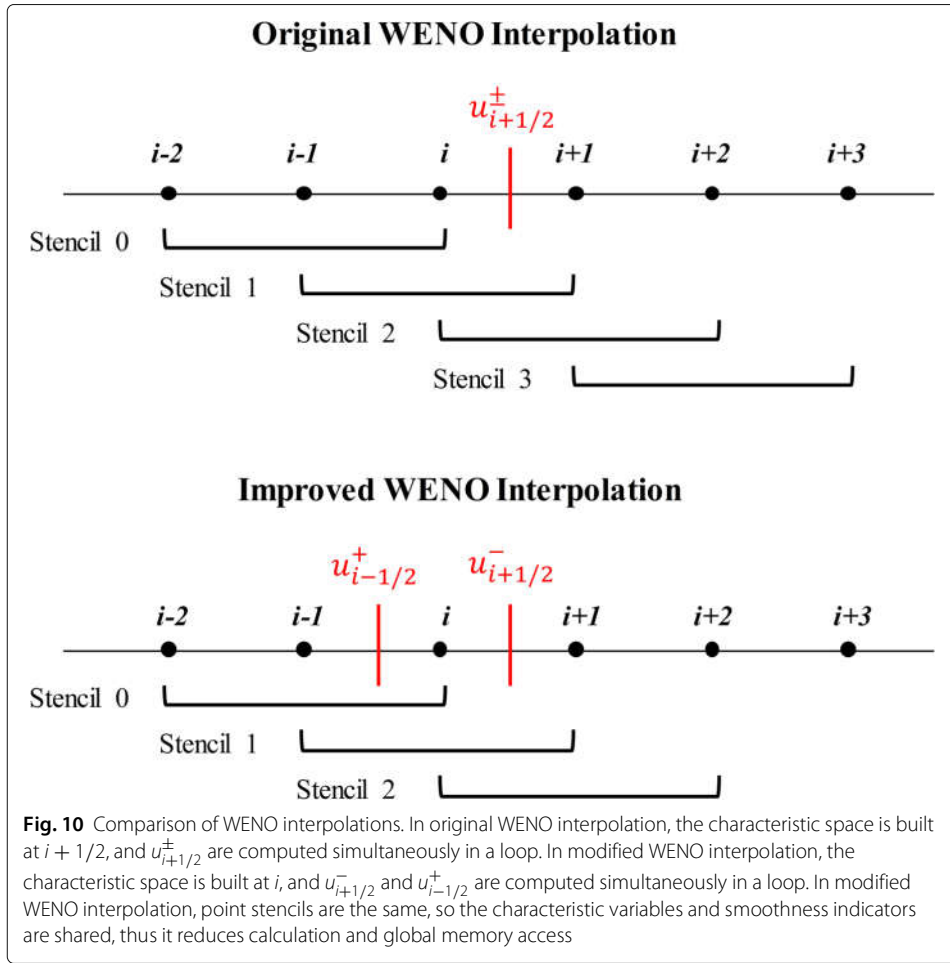 Original WENO Interpolation
u^±_{i+1/2}
i-2 i-1 i i+1 i+2 i+3
Stencil 0
Stencil 1
Stencil 2
Stencil 3
Improved WENO Interpolation
u^+_{i-1/2} u^-_{i+1/2}
i-2 i-1 i i+1 i+2 i+3
Stencil 0
Stencil 1
Stencil 2
Fig. 10 Comparison of WENO interpolations. In original WENO interpolation, the characteristic space is built
at i + 1/2, and u^±_{i+1/2} are computed simultaneously in a loop. In modified WENO interpolation, the
characteristic space is built at i, and u^-_{i+1/2} and u^+_{i−1/2} are computed simultaneously in a loop. In modified
WENO interpolation, point stencils are the same, so the characteristic variables and smoothness indicators
are shared, thus it reduces calculation and global memory access